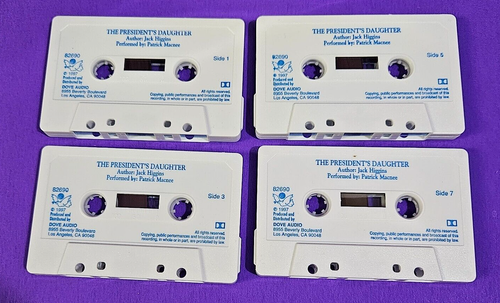 THE PRESIDENT'S DAUGHTER
Author: Jack Higgins
Performed by: Patrick Macnee
82690
Side 1
© 1997
Produced and
Distributed by
DOVE AUDIO
8955 Beverly Boulevard
Los Angeles, CA 90048
All rights reserved.
Copying, public performances and broadcast of this
recording, in whole or in part, are prohibited by law.
THE PRESIDENT'S DAUGHTER
Author: Jack Higgins
Performed by: Patrick Macnee
82690
Side 5
© 1997
Produced and
Distributed by
DOVE AUDIO
8955 Beverly Boulevard
Los Angeles, CA 90048
All rights reserved.
Copying, public performances and broadcast of this
recording, in whole or in part, are prohibited by law.
THE PRESIDENT'S DAUGHTER
Author: Jack Higgins
Performed by: Patrick Macnee
82690
Side 3
© 1997
Produced and
Distributed by
DOVE AUDIO
8955 Beverly Boulevard
Los Angeles, CA 90048
All rights reserved.
Copying, public performances and broadcast of this
recording, in whole or in part, are prohibited by law.
THE PRESIDENT'S DAUGHTER
Author: Jack Higgins
Performed by: Patrick Macnee
82690
Side 7
© 1997
Produced and
Distributed by
DOVE AUDIO
8955 Beverly Boulevard
Los Angeles, CA 90048
All rights reserved.
Copying, public performances and broadcast of this
recording, in whole or in part, are prohibited by law.